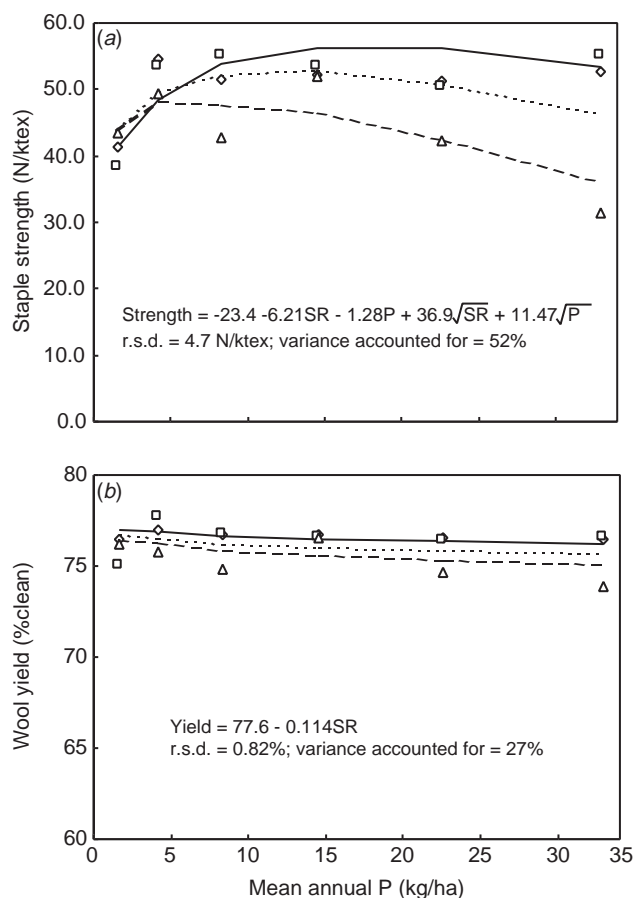 (a)
Staple strength (N/ktex)
60.0
50.0
40.0
30.0
20.0
10.0
0.0
Strength = -23.4 -6.21SR - 1.28P + 36.9√SR + 11.47√P
r.s.d. = 4.7 N/ktex; variance accounted for = 52%
(b)
Wool yield (%clean)
80
75
70
65
60
Yield = 77.6 - 0.114SR
r.s.d. = 0.82%; variance accounted for = 27%
0 5 10 15 20 25 30 35
Mean annual P (kg/ha)